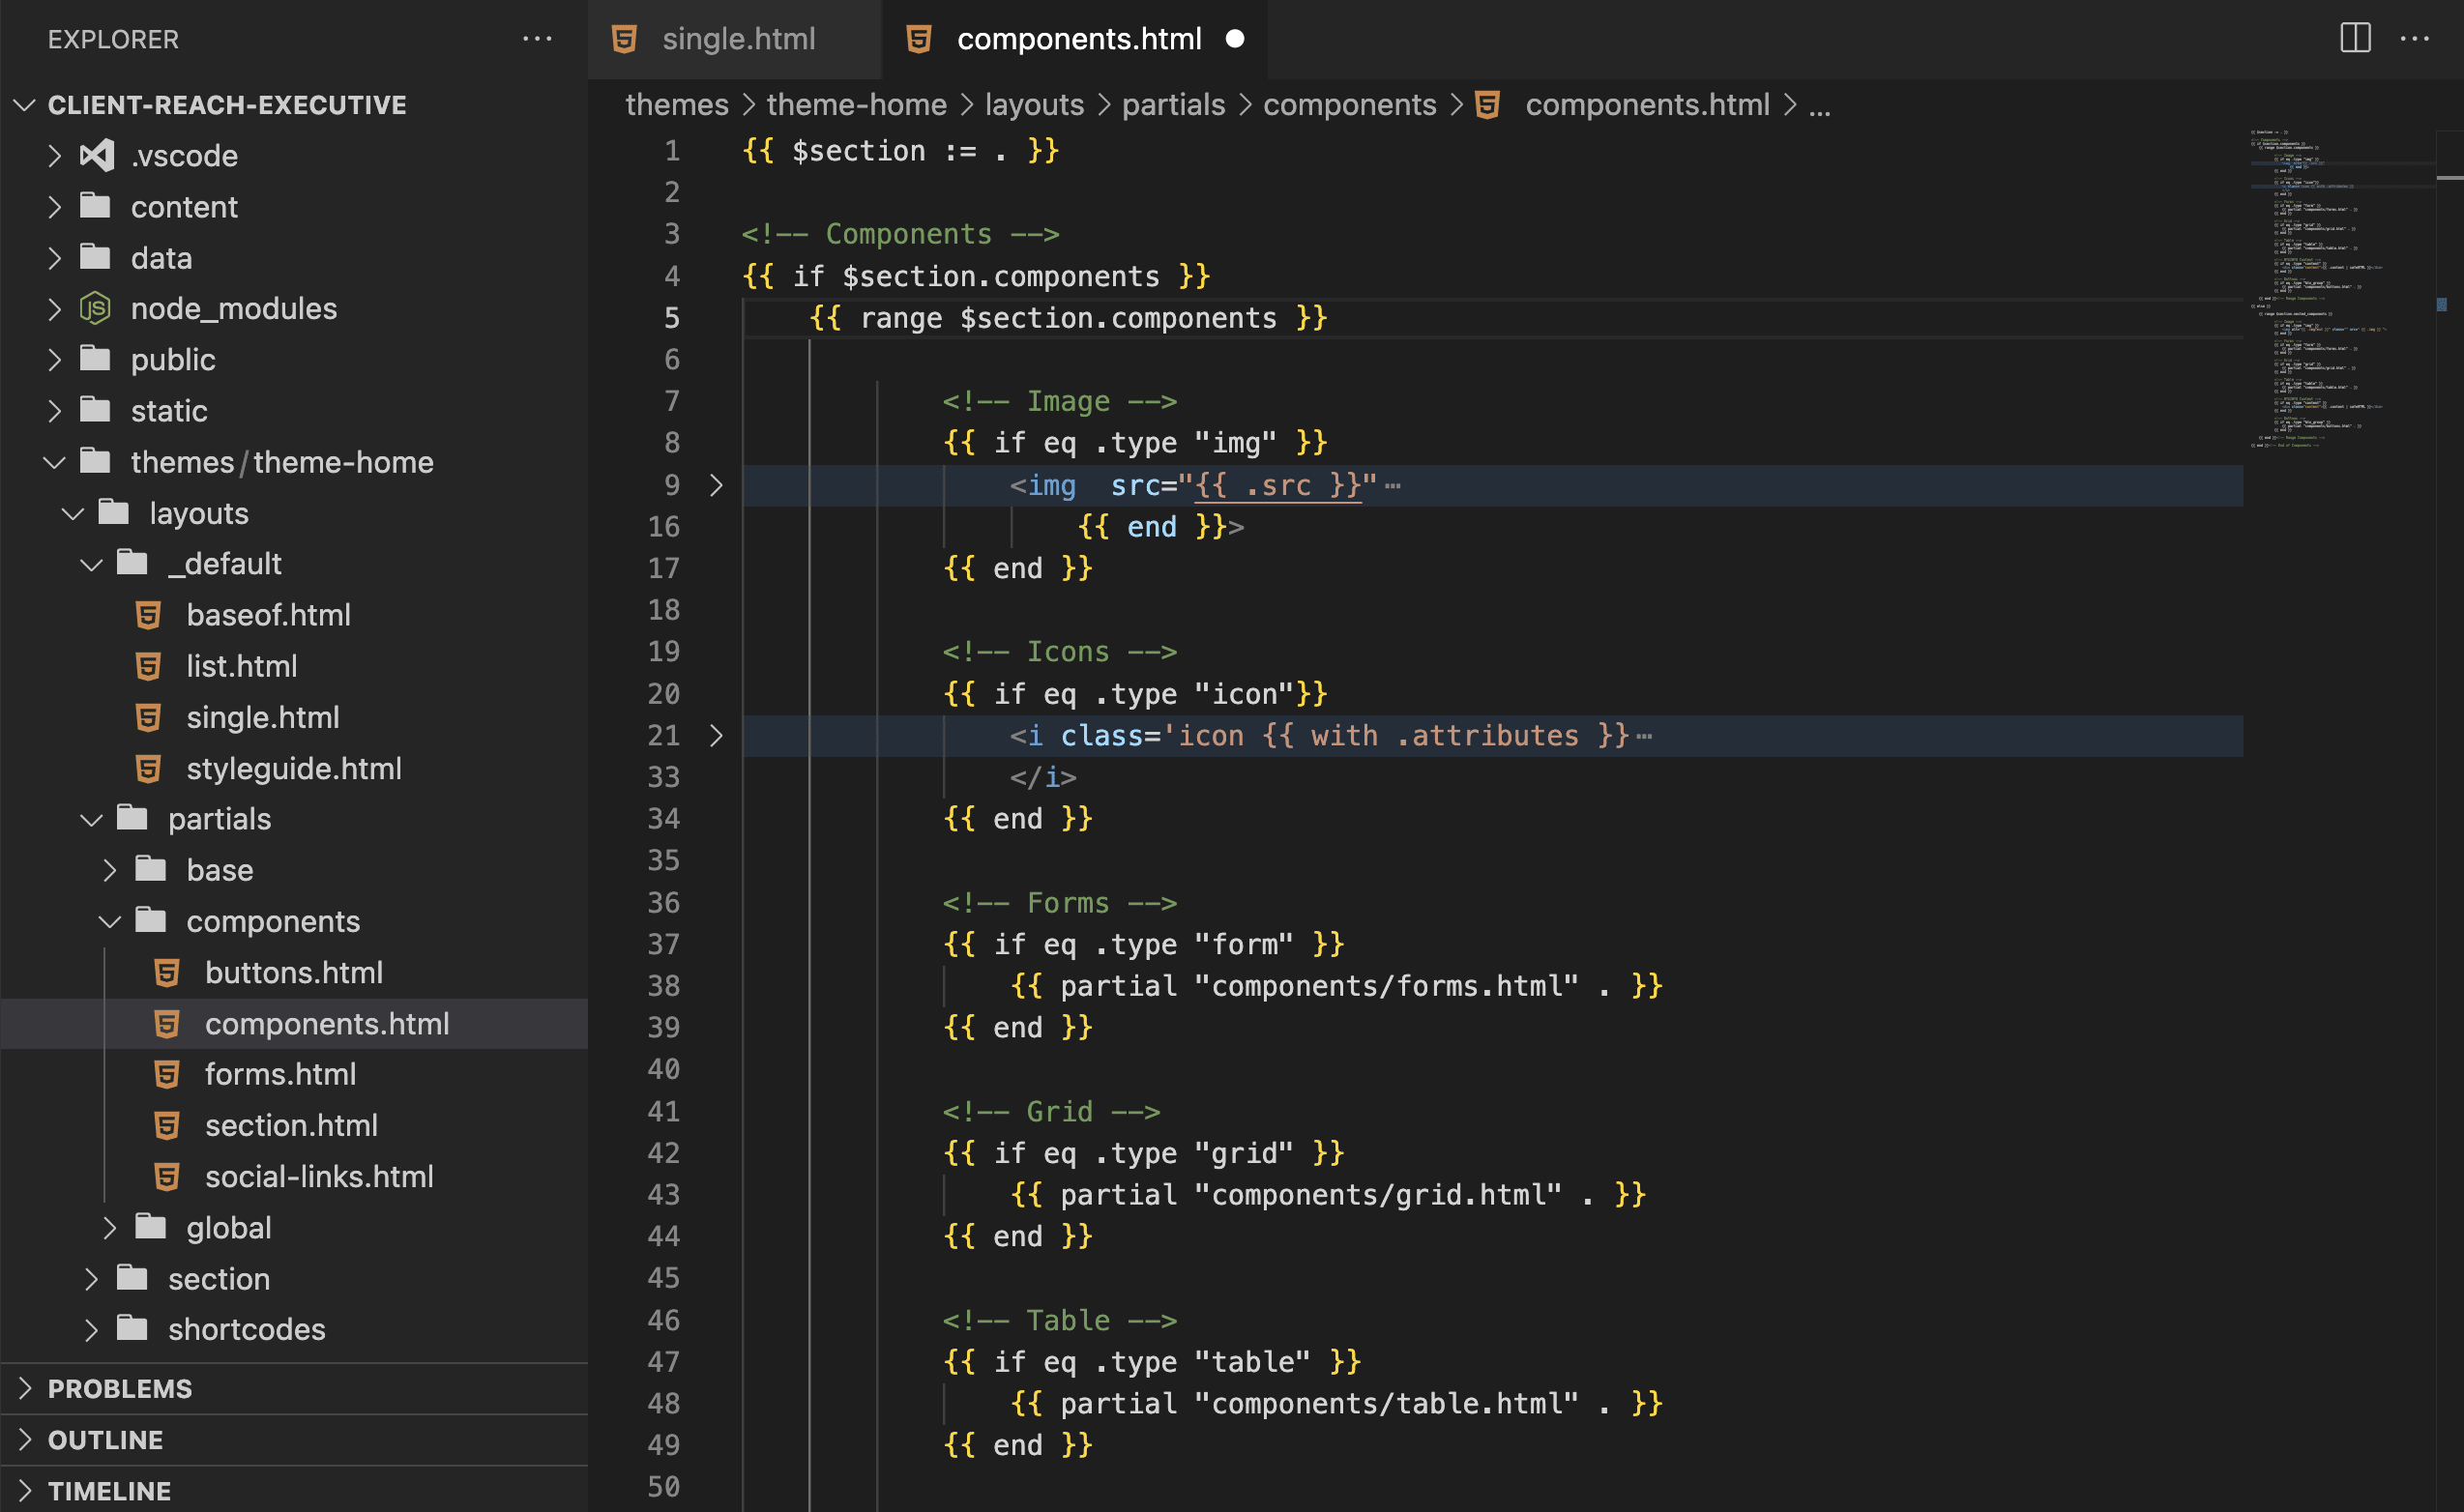 EXPLORER
CLIENT-REACH-EXECUTIVE
.vscode
content
data
node_modules
public
static
themes/theme-home
layouts
_default
baseof.html
list.html
single.html
styleguide.html
partials
base
components
buttons.html
components.html
forms.html
section.html
social-links.html
global
section
shortcodes
PROBLEMS
OUTLINE
TIMELINE
single.html
components.html
themes > theme-home > layouts > partials > components > components.html > ...
1 {{ $section := . }}
2
3 <!-- Components -->
4 {{ if $section.components }}
5 {{ range $section.components }}
6
7 <!-- Image -->
8 {{ if eq .type "img" }}
9 <img  src="{{ .src }}" ⋯
16 {{ end }}>
17 {{ end }}
18
19 <!-- Icons -->
20 {{ if eq .type "icon"}}
21 <i class='icon {{ with .attributes }} ⋯
33 </i>
34 {{ end }}
35
36 <!-- Forms -->
37 {{ if eq .type "form" }}
38 {{ partial "components/forms.html" . }}
39 {{ end }}
40
41 <!-- Grid -->
42 {{ if eq .type "grid" }}
43 {{ partial "components/grid.html" . }}
44 {{ end }}
45
46 <!-- Table -->
47 {{ if eq .type "table" }}
48 {{ partial "components/table.html" . }}
49 {{ end }}
50